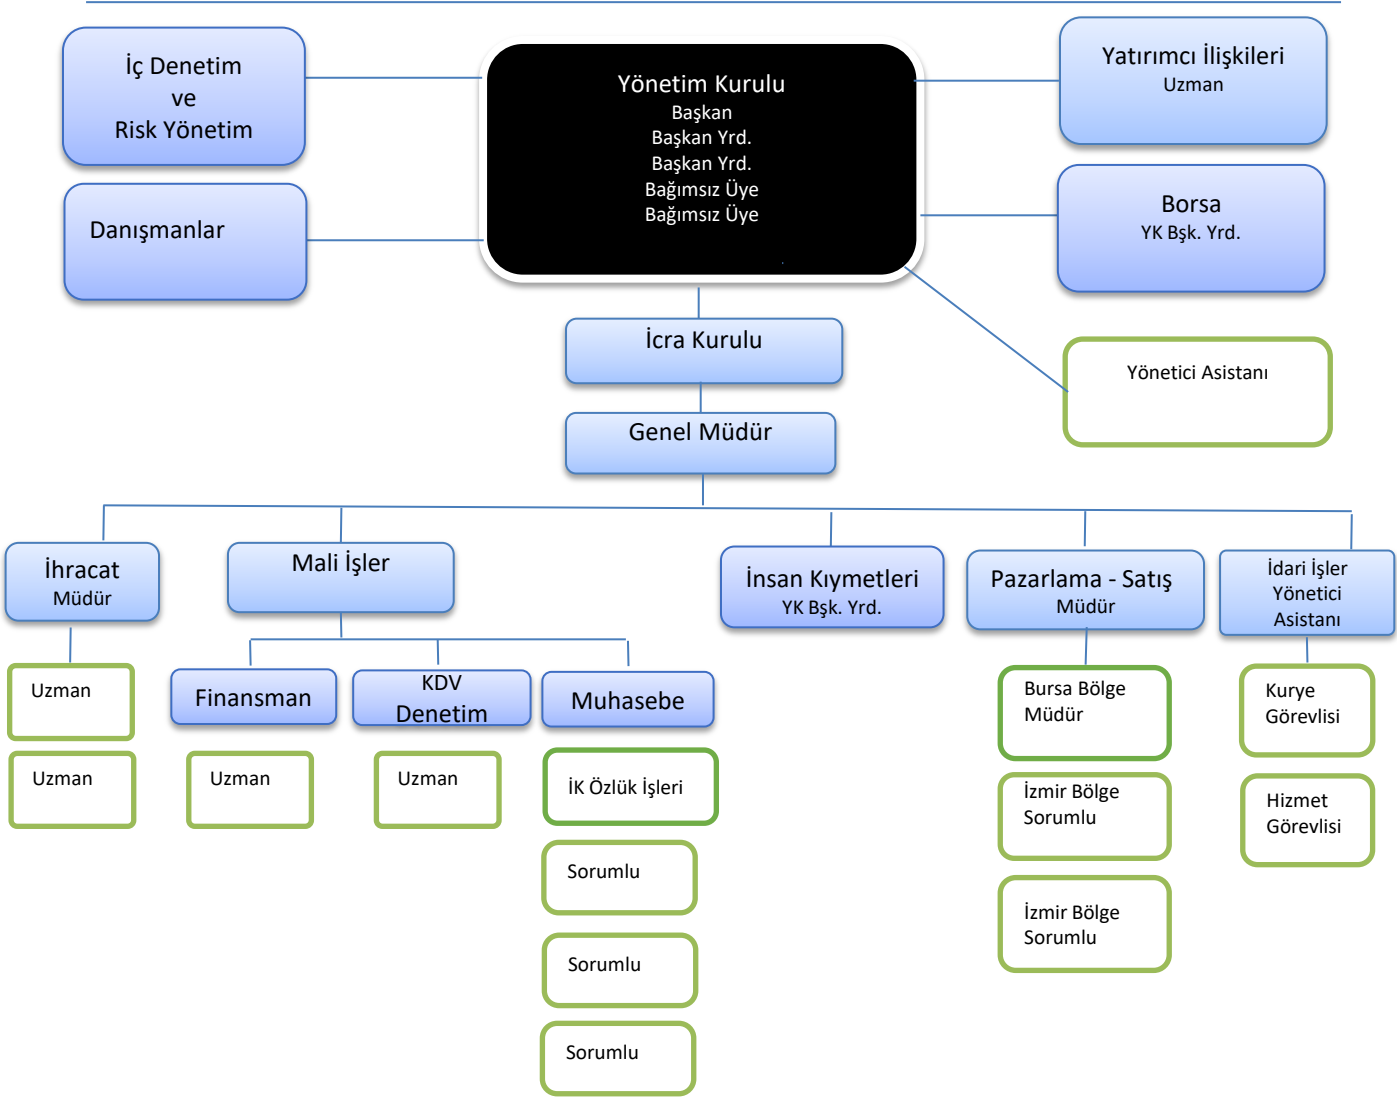 İç Denetim
ve
Risk Yönetim
Danışmanlar
Yönetim Kurulu
Başkan
Başkan Yrd.
Başkan Yrd.
Bağımsız Üye
Bağımsız Üye
Yatırımcı İlişkileri
Uzman
Borsa
YK Bşk. Yrd.
Yönetici Asistanı
İcra Kurulu
Genel Müdür
İhracat
Müdür
Uzman
Uzman
Mali İşler
Finansman
Uzman
KDV
Denetim
Uzman
Muhasebe
İK Özlük İşleri
Sorumlu
Sorumlu
Sorumlu
İnsan Kıymetleri
YK Bşk. Yrd.
Pazarlama - Satış
Müdür
Bursa Bölge
Müdür
İzmir Bölge
Sorumlu
İzmir Bölge
Sorumlu
İdari İşler
Yönetici
Asistanı
Kurye
Görevlisi
Hizmet
Görevlisi